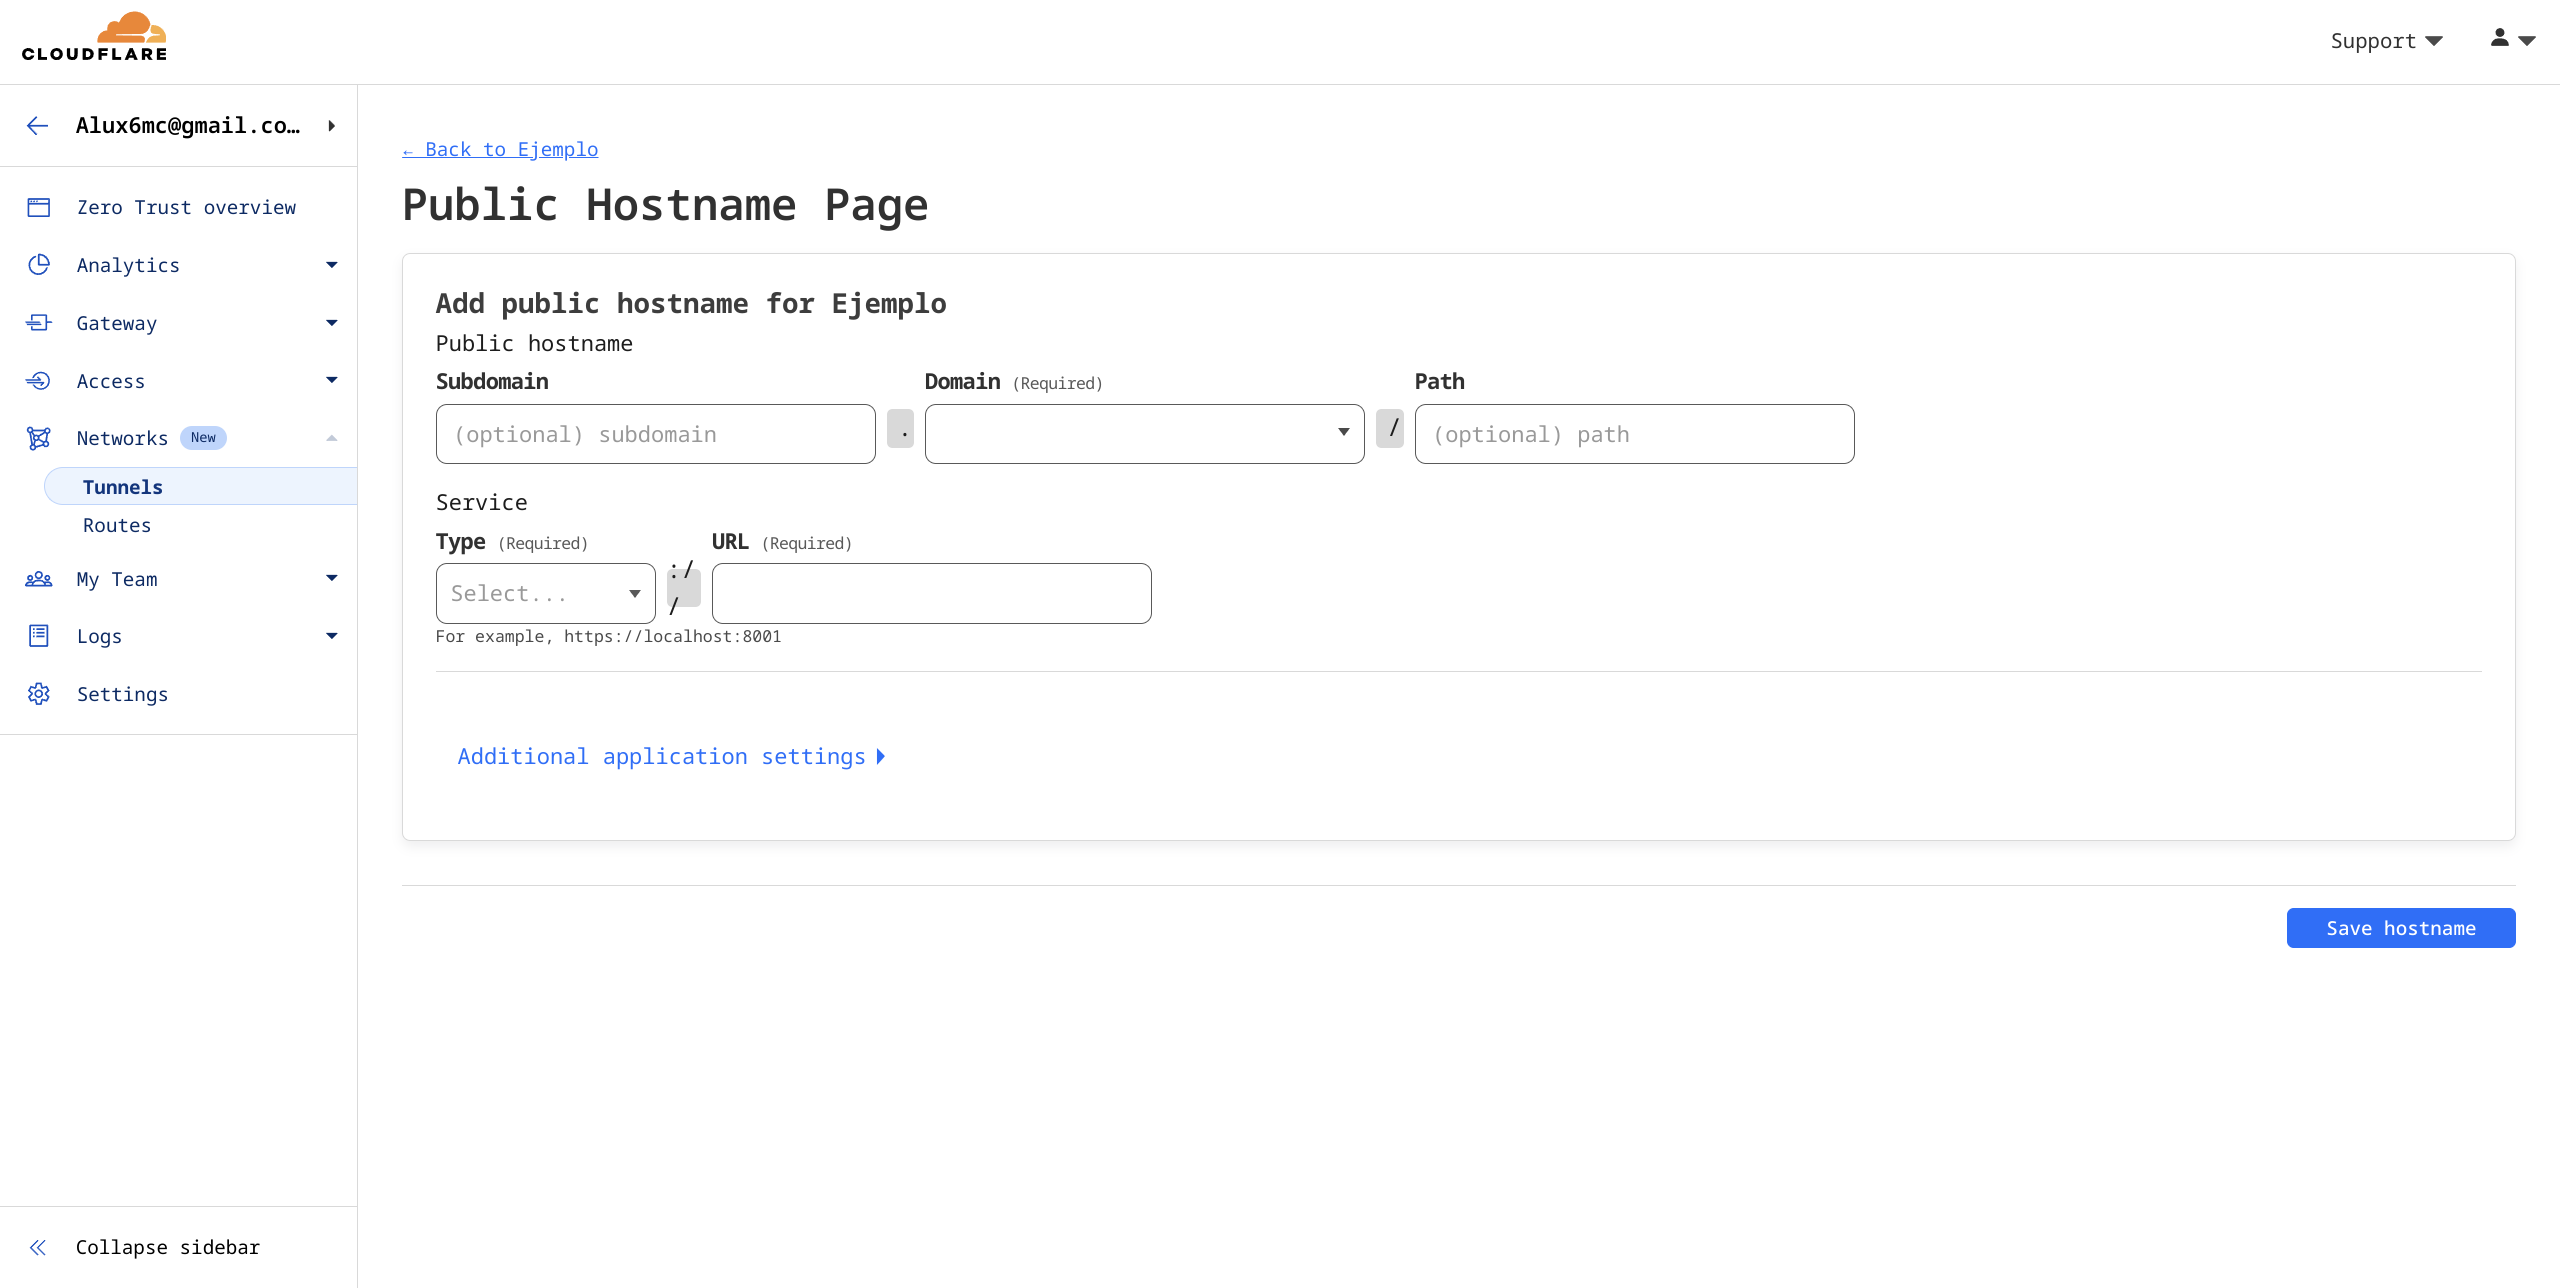 CLOUDFLARE
Support
Alux6mc@gmail.co…
Zero Trust overview
Analytics
Gateway
Access
Networks New
Tunnels
Routes
My Team
Logs
Settings
Collapse sidebar
← Back to Ejemplo
Public Hostname Page
Add public hostname for Ejemplo
Public hostname
Subdomain Domain (Required) Path
(optional) subdomain . / (optional) path
Service
Type (Required) URL (Required)
Select... ://
For example, https://localhost:8001
Additional application settings
Save hostname